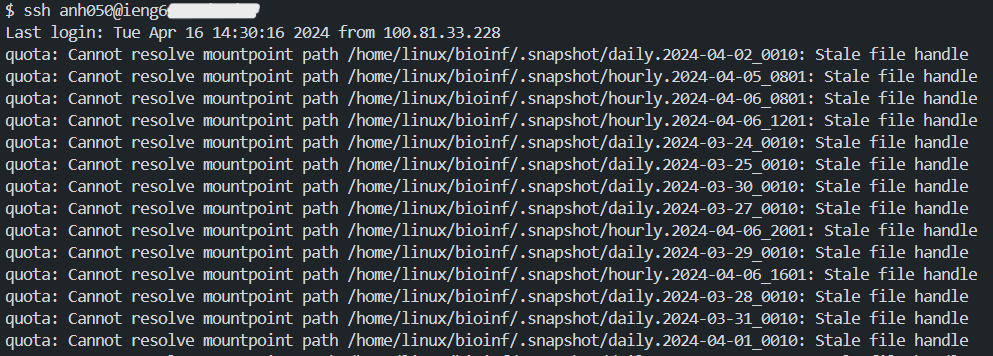 $ ssh anh050@ieng6
Last login: Tue Apr 16 14:30:16 2024 from 100.81.33.228
quota: Cannot resolve mountpoint path /home/linux/bioinf/.snapshot/daily.2024-04-02_0010: Stale file handle
quota: Cannot resolve mountpoint path /home/linux/bioinf/.snapshot/hourly.2024-04-05_0801: Stale file handle
quota: Cannot resolve mountpoint path /home/linux/bioinf/.snapshot/hourly.2024-04-06_0801: Stale file handle
quota: Cannot resolve mountpoint path /home/linux/bioinf/.snapshot/hourly.2024-04-06_1201: Stale file handle
quota: Cannot resolve mountpoint path /home/linux/bioinf/.snapshot/daily.2024-03-24_0010: Stale file handle
quota: Cannot resolve mountpoint path /home/linux/bioinf/.snapshot/daily.2024-03-25_0010: Stale file handle
quota: Cannot resolve mountpoint path /home/linux/bioinf/.snapshot/daily.2024-03-30_0010: Stale file handle
quota: Cannot resolve mountpoint path /home/linux/bioinf/.snapshot/daily.2024-03-27_0010: Stale file handle
quota: Cannot resolve mountpoint path /home/linux/bioinf/.snapshot/hourly.2024-04-06_2001: Stale file handle
quota: Cannot resolve mountpoint path /home/linux/bioinf/.snapshot/daily.2024-03-29_0010: Stale file handle
quota: Cannot resolve mountpoint path /home/linux/bioinf/.snapshot/hourly.2024-04-06_1601: Stale file handle
quota: Cannot resolve mountpoint path /home/linux/bioinf/.snapshot/daily.2024-03-28_0010: Stale file handle
quota: Cannot resolve mountpoint path /home/linux/bioinf/.snapshot/daily.2024-03-31_0010: Stale file handle
quota: Cannot resolve mountpoint path /home/linux/bioinf/.snapshot/daily.2024-04-01_0010: Stale file handle